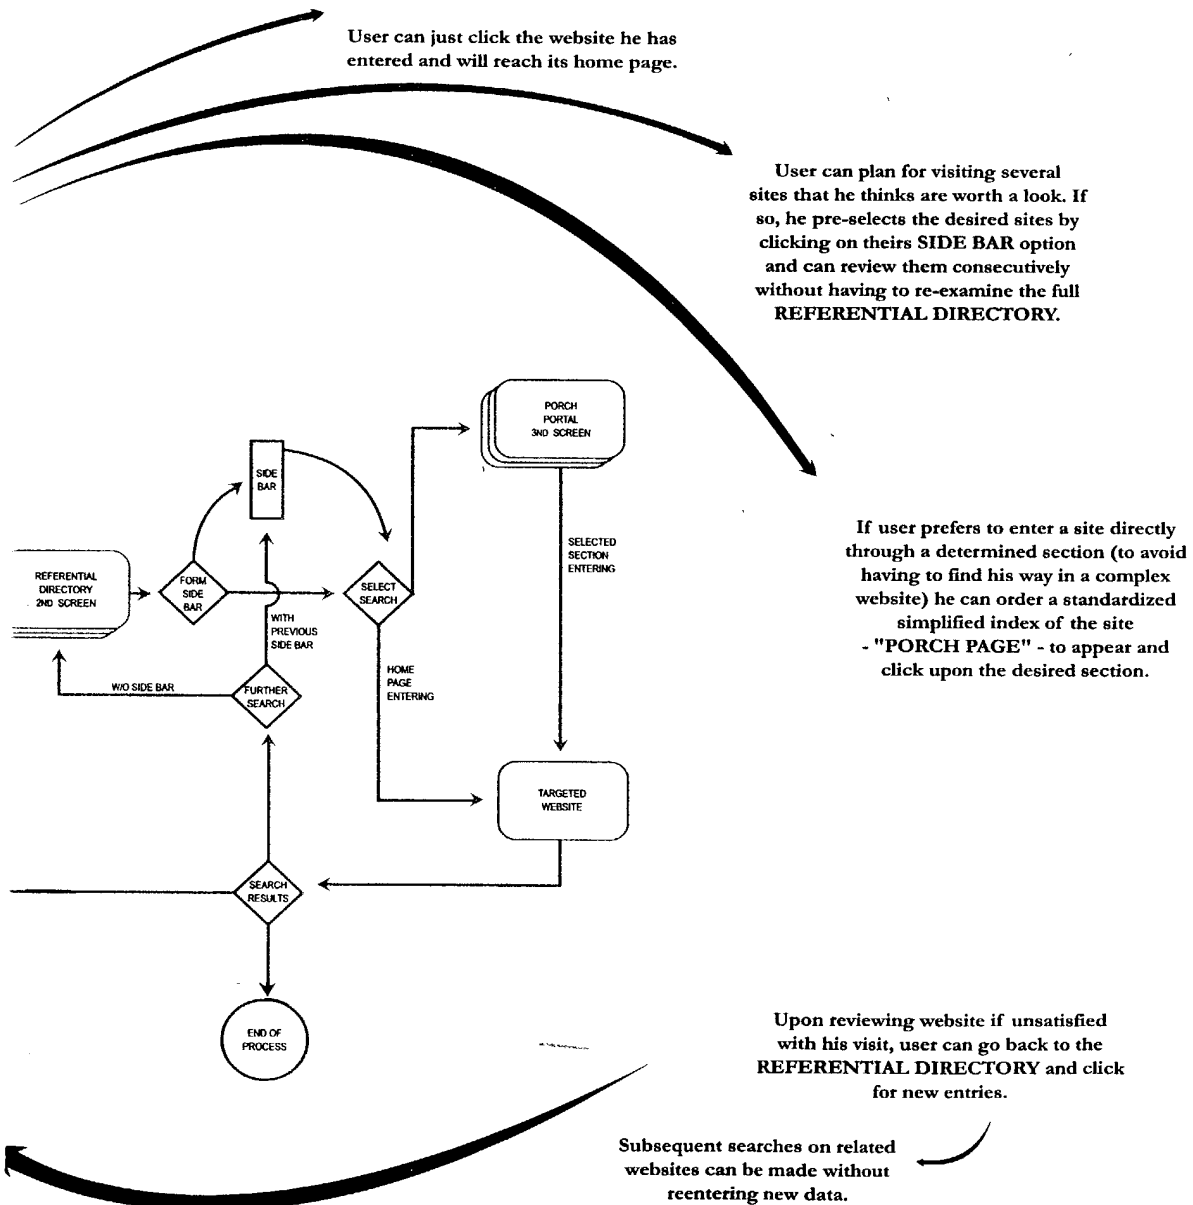 User can just click the website he has
entered and will reach its home page.
User can plan for visiting several
sites that he thinks are worth a look. If
so, he pre-selects the desired sites by
clicking on theirs SIDE BAR option
and can review them consecutively
without having to re-examine the full
REFERENTIAL DIRECTORY.
PORCH
PORTAL
3ND SCREEN
SIDE
BAR
SELECTED
SECTION
ENTERING
If user prefers to enter a site directly
through a determined section (to avoid
having to find his way in a complex
website) he can order a standardized
simplified index of the site
- "PORCH PAGE" - to appear and
click upon the desired section.
REFERENTIAL
DIRECTORY
2ND SCREEN
FORM
SIDE
BAR
SELECT
SEARCH
WITH
PREVIOUS
SIDE BAR
HOME
PAGE
ENTERING
W/O SIDE BAR
FURTHER
SEARCH
TARGETED
WEBSITE
SEARCH
RESULTS
END OF
PROCESS
Upon reviewing website if unsatisfied
with his visit, user can go back to the
REFERENTIAL DIRECTORY and click
for new entries.
Subsequent searches on related
websites can be made without
reentering new data.